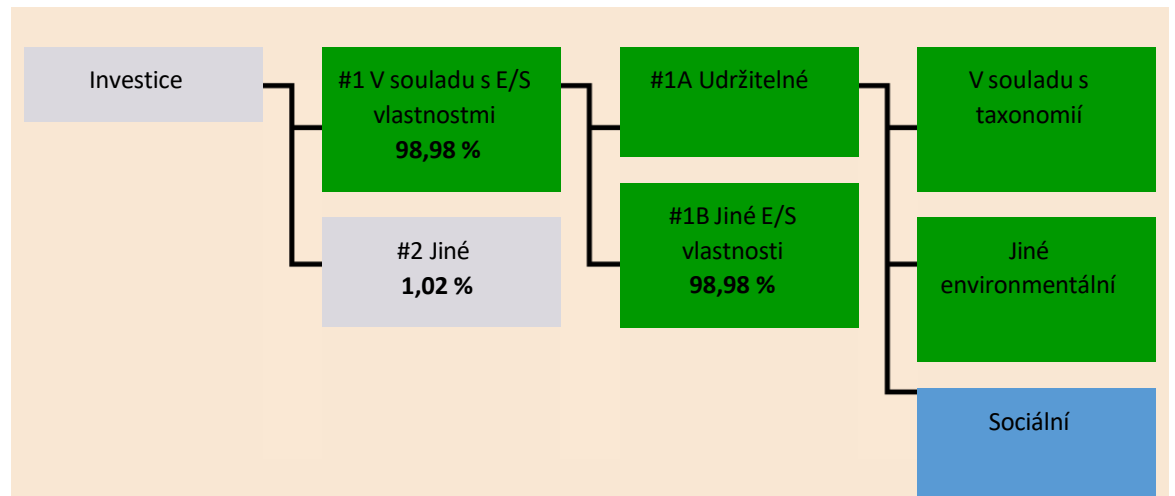 Investice
#1 V souladu s E/S
vlastnostmi
98,98 %
#2 Jiné
1,02 %
#1A Udržitelné
#1B Jiné E/S
vlastnosti
98,98 %
V souladu s
taxonomií
Jiné
environmentální
Sociální